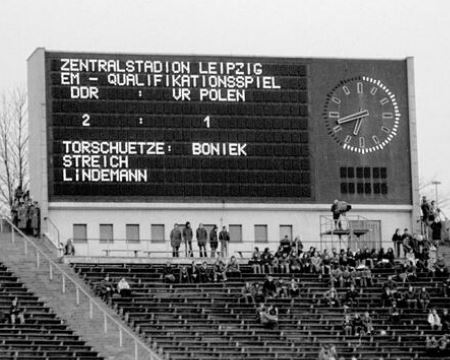 ZENTRALSTADION LEIPZIG
EM - QUALIFIKATIONSSPIEL
DDR : VR POLEN
2 : 1
TORSCHUETZE: BONIEK
STREICH
LINDEMANN